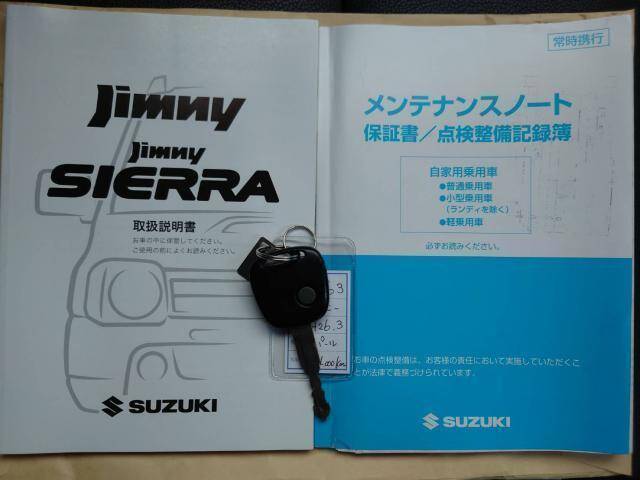 Jimny
Jimny
SIERRA
取扱説明書
お車の中に保管してください。
ご使用の前によくお読みください。
SUZUKI
常時携行
メンテナンスノート
保証書/点検整備記録簿
自家用乗用車
●普通乗用車
●小型乗用車
(ランディを除く)
●軽乗用車
必ずお読みください。
3
26.3
パール
お車の点検整備は、お客様の責任において実施していただくこ
とが法律で義務づけられています。
SUZUKI